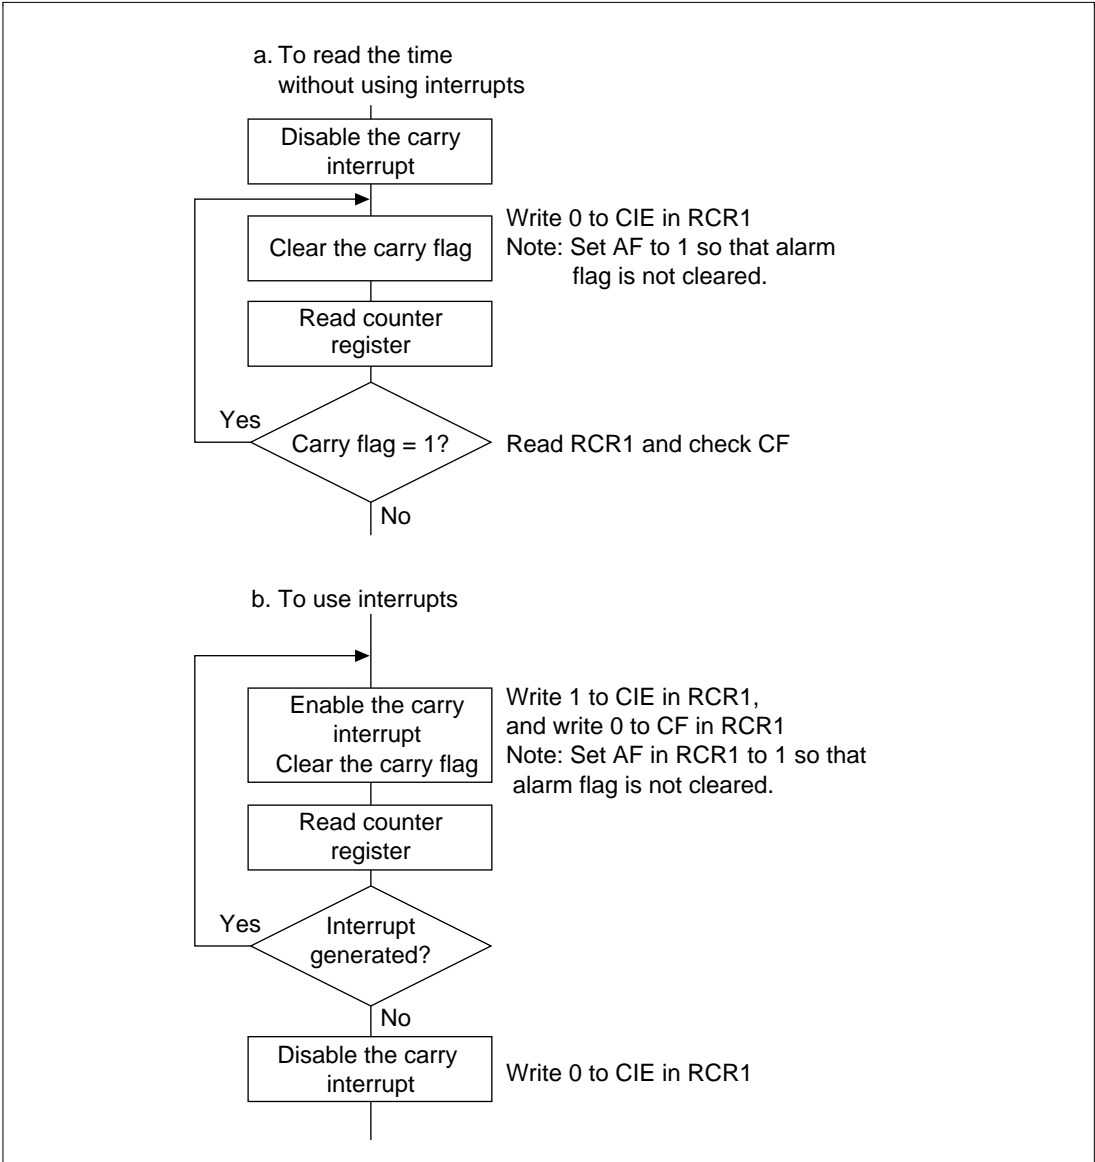 a. To read the time
without using interrupts
Disable the carry
interrupt
Clear the carry flag
Write 0 to CIE in RCR1
Note: Set AF to 1 so that alarm
flag is not cleared.
Read counter
register
Yes
Carry flag = 1?
Read RCR1 and check CF
No
b. To use interrupts
Enable the carry
interrupt
Clear the carry flag
Write 1 to CIE in RCR1,
and write 0 to CF in RCR1
Note: Set AF in RCR1 to 1 so that
alarm flag is not cleared.
Read counter
register
Yes
Interrupt
generated?
No
Disable the carry
interrupt
Write 0 to CIE in RCR1